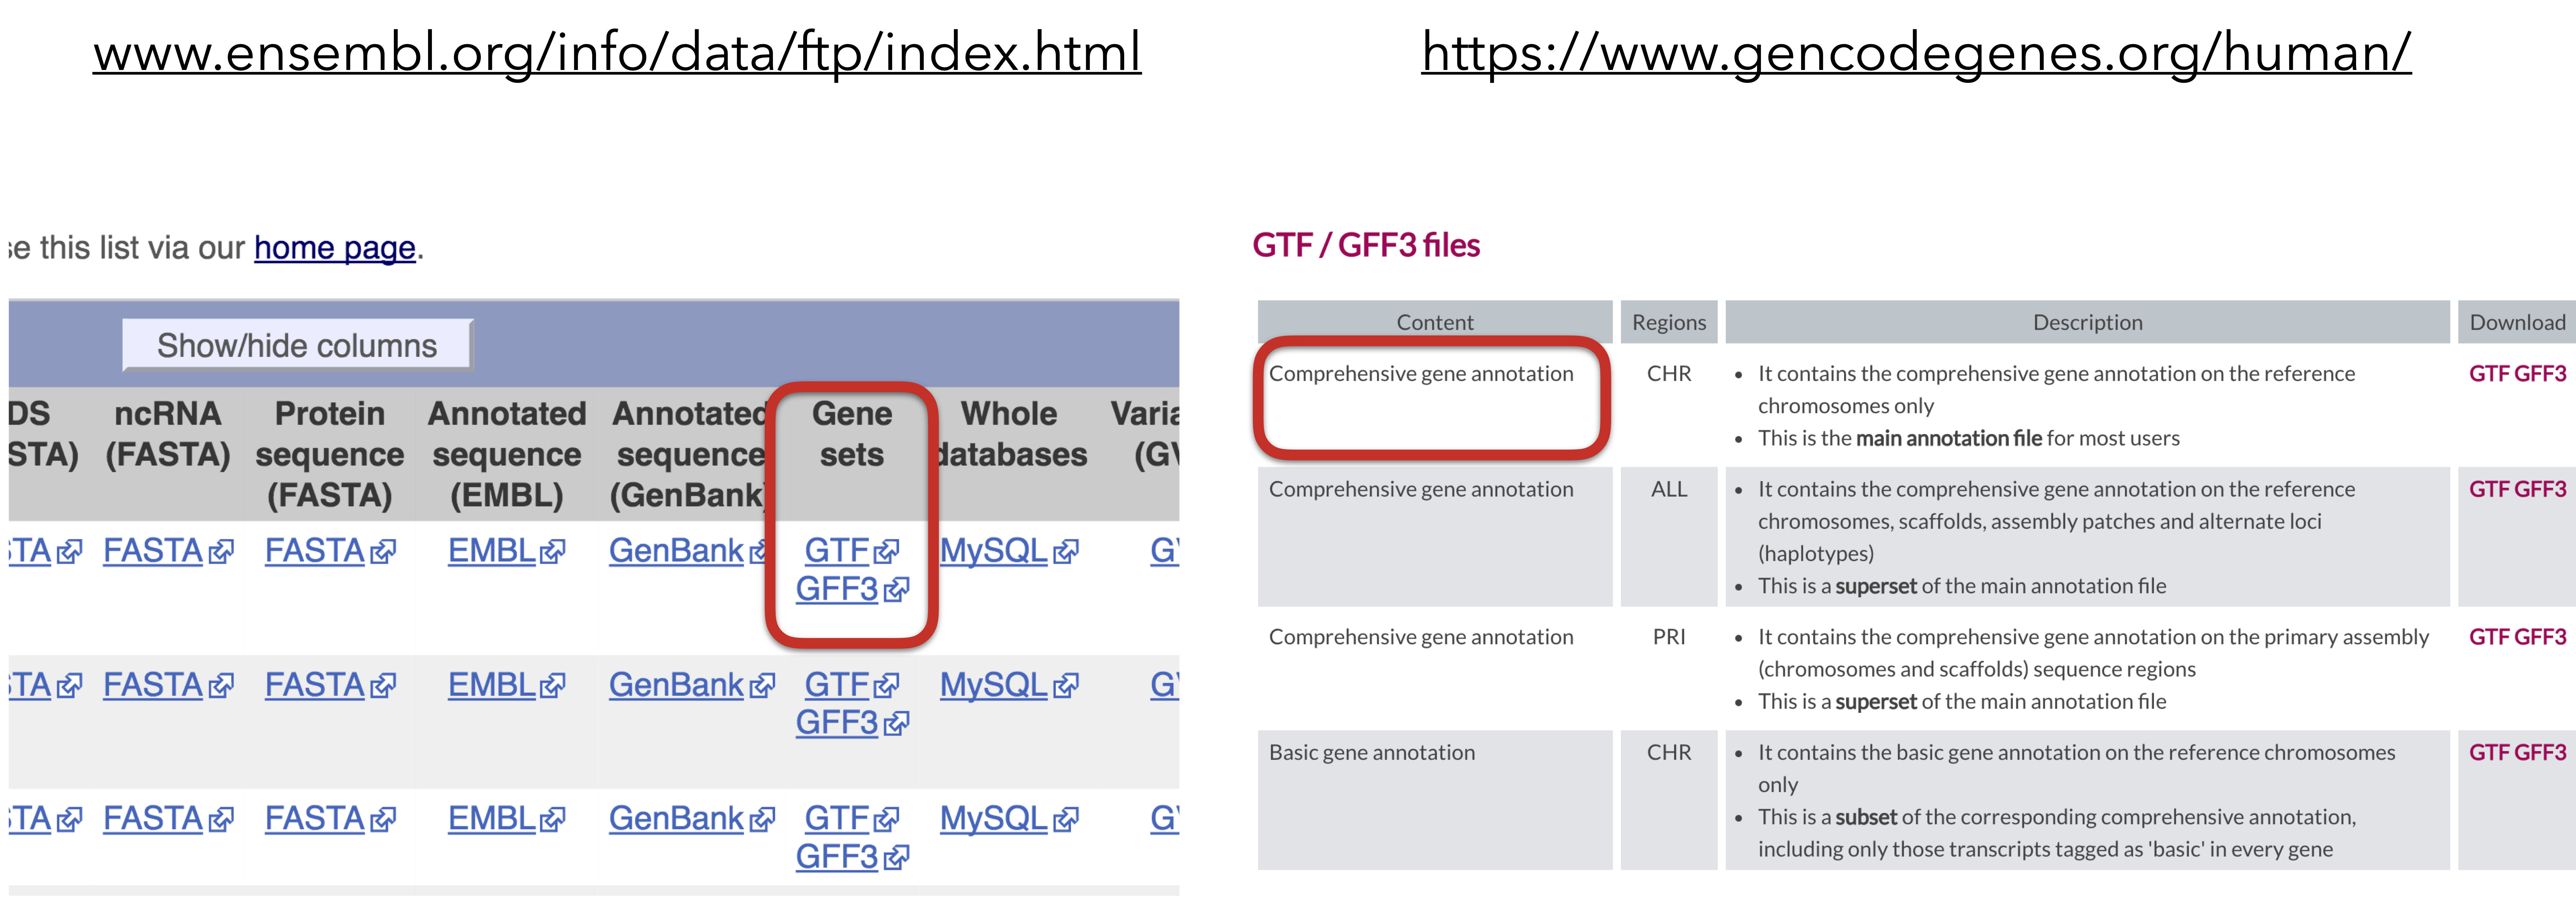 www.ensembl.org/info/data/ftp/index.html
https://www.gencodegenes.org/human/
se this list via our home page.
Show/hide columns
DS ncRNA Protein Annotated Annotated Gene Whole Varia
STA) (FASTA) sequence sequence sequence sets databases (GV
(FASTA) (EMBL) (GenBank)
STA FASTA FASTA EMBL GenBank GTF MySQL GV
GFF3
STA FASTA FASTA EMBL GenBank GTF MySQL GV
GFF3
STA FASTA FASTA EMBL GenBank GTF MySQL GV
GFF3
GTF / GFF3 files
Content Regions Description Download
Comprehensive gene annotation CHR • It contains the comprehensive gene annotation on the reference GTF GFF3
chromosomes only
• This is the main annotation file for most users
Comprehensive gene annotation ALL • It contains the comprehensive gene annotation on the reference GTF GFF3
chromosomes, scaffolds, assembly patches and alternate loci
(haplotypes)
• This is a superset of the main annotation file
Comprehensive gene annotation PRI • It contains the comprehensive gene annotation on the primary assembly GTF GFF3
(chromosomes and scaffolds) sequence regions
• This is a superset of the main annotation file
Basic gene annotation CHR • It contains the basic gene annotation on the reference chromosomes GTF GFF3
only
• This is a subset of the corresponding comprehensive annotation,
including only those transcripts tagged as 'basic' in every gene